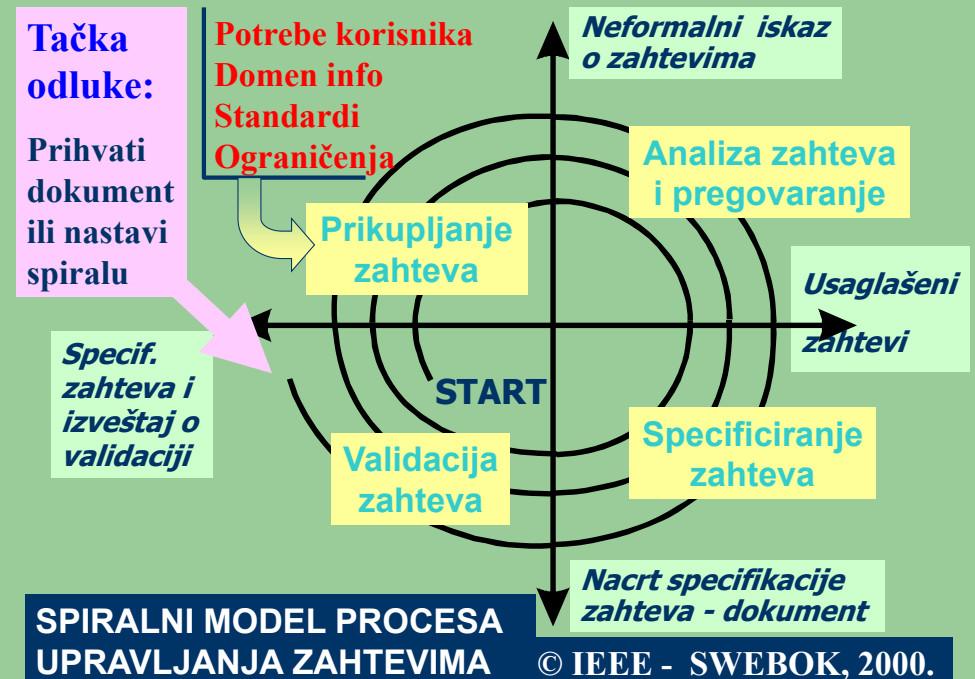 Tačka
odluke:
Prihvati
dokument
ili nastavi
spiralu
Potrebe korisnika
Domen info
Standardi
Ograničenja
Neformalni iskaz
o zahtevima
Analiza zahteva
i pregovaranje
Prikupljanje
zahteva
Usaglašeni
zahtevi
Specif.
zahteva i
izveštaj o
validaciji
START
Validacija
zahteva
Specificiranje
zahteva
Nacrt specifikacije
zahteva - dokument
SPIRALNI MODEL PROCESA
UPRAVLJANJA ZAHTEVIMA
© IEEE - SWEBOK, 2000.